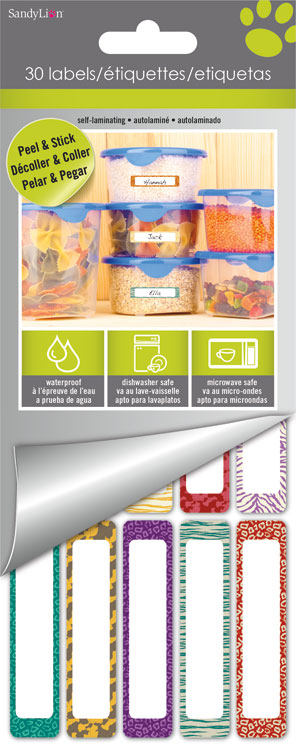 SandyLion
30 labels/étiquettes/etiquetas
self-laminating • autolaminé • autolaminado
Peel & Stick
Décoller & Coller
Pelar & Pegar
Hannah
Jack
Ella
waterproof
à l'épreuve de l'eau
a prueba de agua
dishwasher safe
va au lave-vaisselle
apto para lavaplatos
microwave safe
va au micro-ondes
apto para microondas